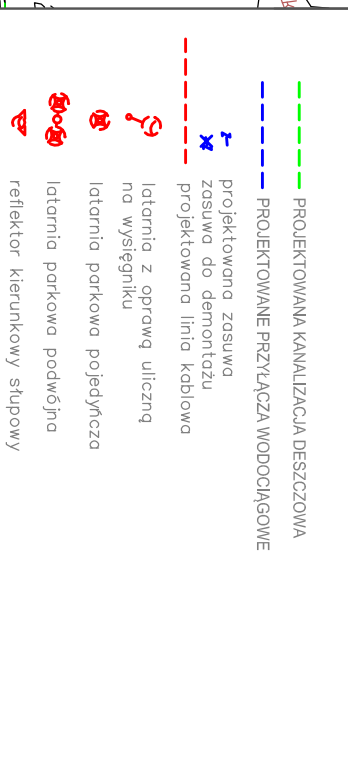 PROJEKTOWANA KANALIZACJA DESZCZOWA
PROJEKTOWANE PRZYŁĄCZA WODOCIĄGOWE
projektowana zasuwa
zasuwa do demontażu
projektowana linia kablowa
latarnia z oprawą uliczną
na wysięgniku
latarnia parkowa pojedyńcza
latarnia parkowa podwójna
reflektor kierunkowy słupowy